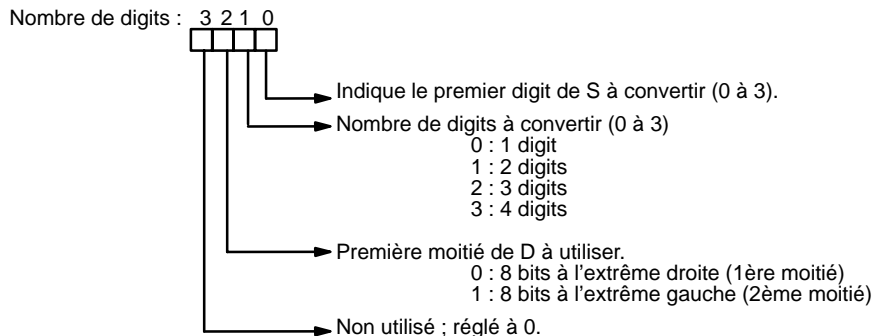 Nombre de digits : 3 2 1 0
Indique le premier digit de S à convertir (0 à 3).
Nombre de digits à convertir (0 à 3)
0 : 1 digit
1 : 2 digits
2 : 3 digits
3 : 4 digits
Première moitié de D à utiliser.
0 : 8 bits à l'extrême droite (1ère moitié)
1 : 8 bits à l'extrême gauche (2ème moitié)
Non utilisé ; réglé à 0.